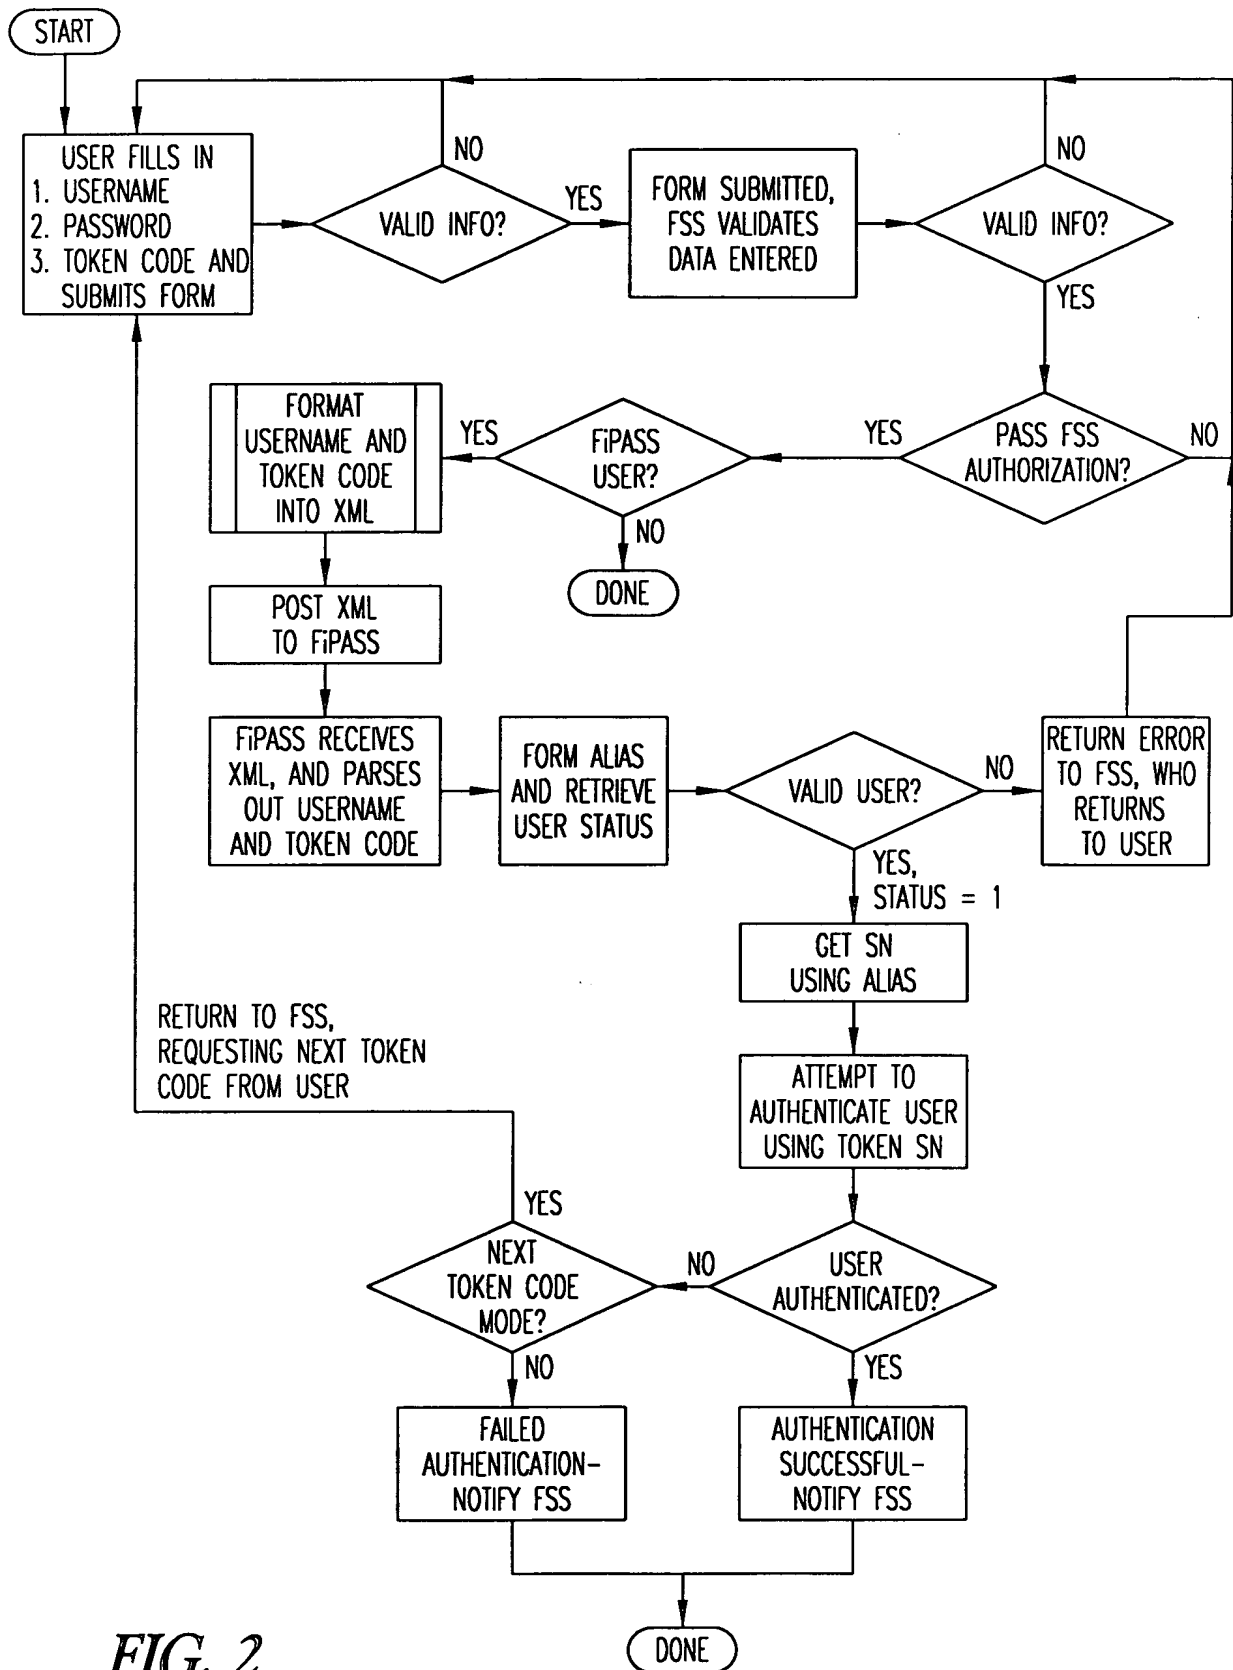 START
USER FILLS IN
1. USERNAME
2. PASSWORD
3. TOKEN CODE AND
SUBMITS FORM
NO
VALID INFO?
YES
FORM SUBMITTED,
FSS VALIDATES
DATA ENTERED
NO
VALID INFO?
YES
PASS FSS
AUTHORIZATION?
NO
YES
FiPASS
USER?
NO
DONE
YES
FORMAT
USERNAME AND
TOKEN CODE
INTO XML
POST XML
TO FiPASS
FiPASS RECEIVES
XML, AND PARSES
OUT USERNAME
AND TOKEN CODE
FORM ALIAS
AND RETRIEVE
USER STATUS
VALID USER?
NO
RETURN ERROR
TO FSS, WHO
RETURNS
TO USER
YES,
STATUS = 1
GET SN
USING ALIAS
ATTEMPT TO
AUTHENTICATE USER
USING TOKEN SN
USER
AUTHENTICATED?
NO
NEXT
TOKEN CODE
MODE?
YES
RETURN TO FSS,
REQUESTING NEXT TOKEN
CODE FROM USER
NO
FAILED
AUTHENTICATION-
NOTIFY FSS
YES
AUTHENTICATION
SUCCESSFUL-
NOTIFY FSS
DONE
FIG. 2